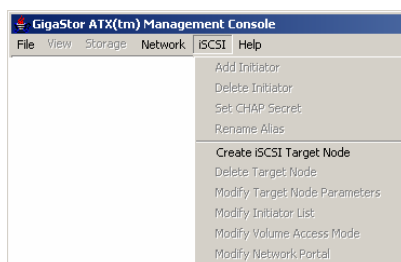 GigaStor ATX(tm) Management Console
File View Storage Network iSCSI Help
Add Initiator
Delete Initiator
Set CHAP Secret
Rename Alias
Create iSCSI Target Node
Delete Target Node
Modify Target Node Parameters
Modify Initiator List
Modify Volume Access Mode
Modify Network Portal